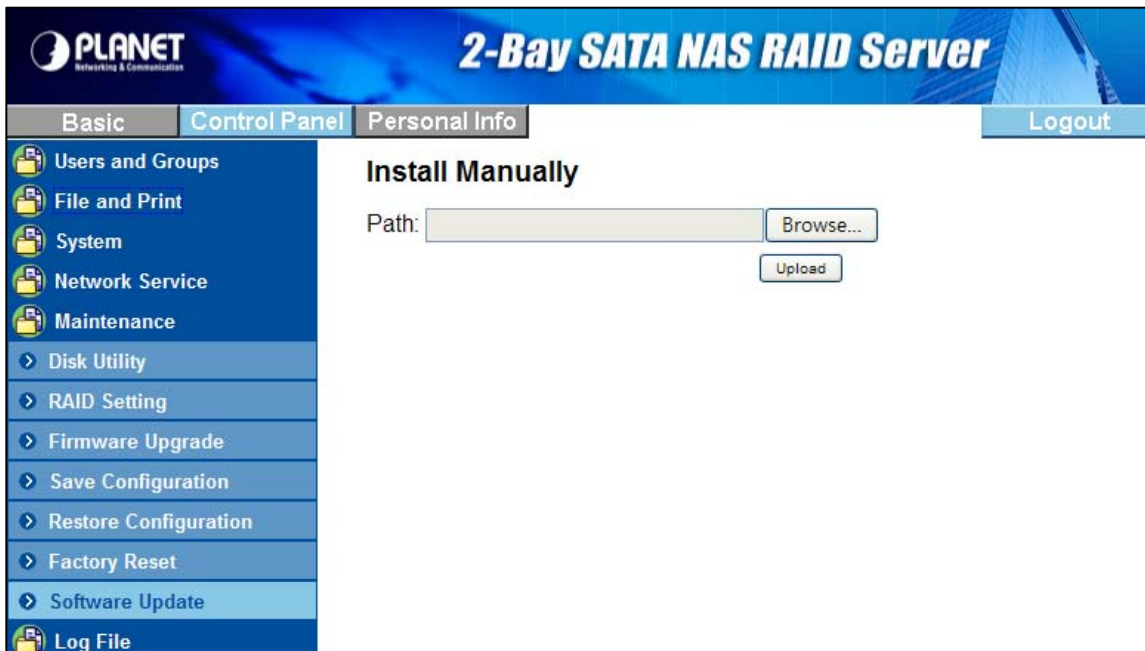 PLANET
Networking & Communication
2-Bay SATA NAS RAID Server
Basic
Control Panel
Personal Info
Logout
Users and Groups
File and Print
System
Network Service
Maintenance
Disk Utility
RAID Setting
Firmware Upgrade
Save Configuration
Restore Configuration
Factory Reset
Software Update
Log File
Install Manually
Path:
Browse...
Upload